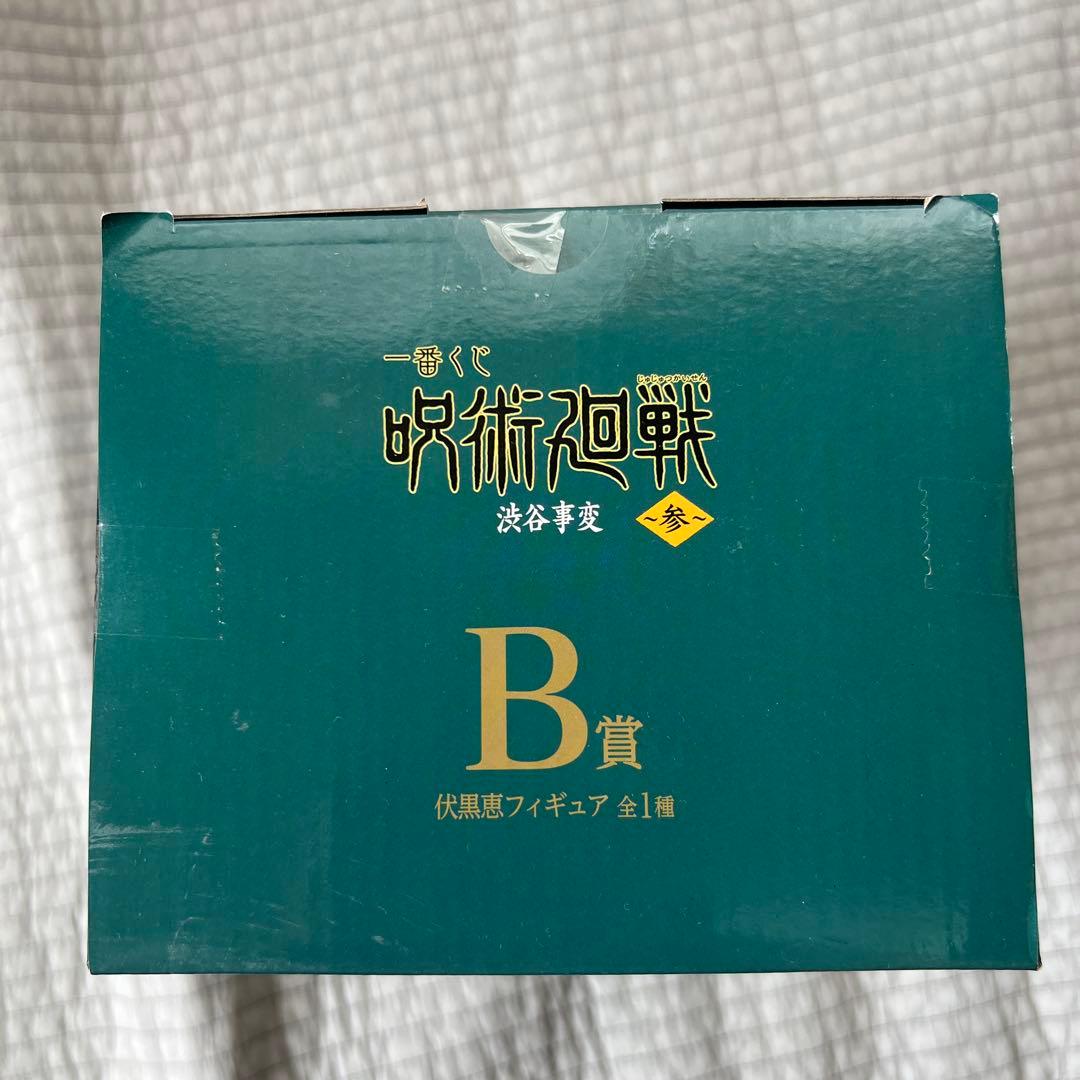 一番くじ
じゅじゅつかいせん
呪術廻戦
渋谷事変 ~参~
B賞
伏黒恵フィギュア 全1種